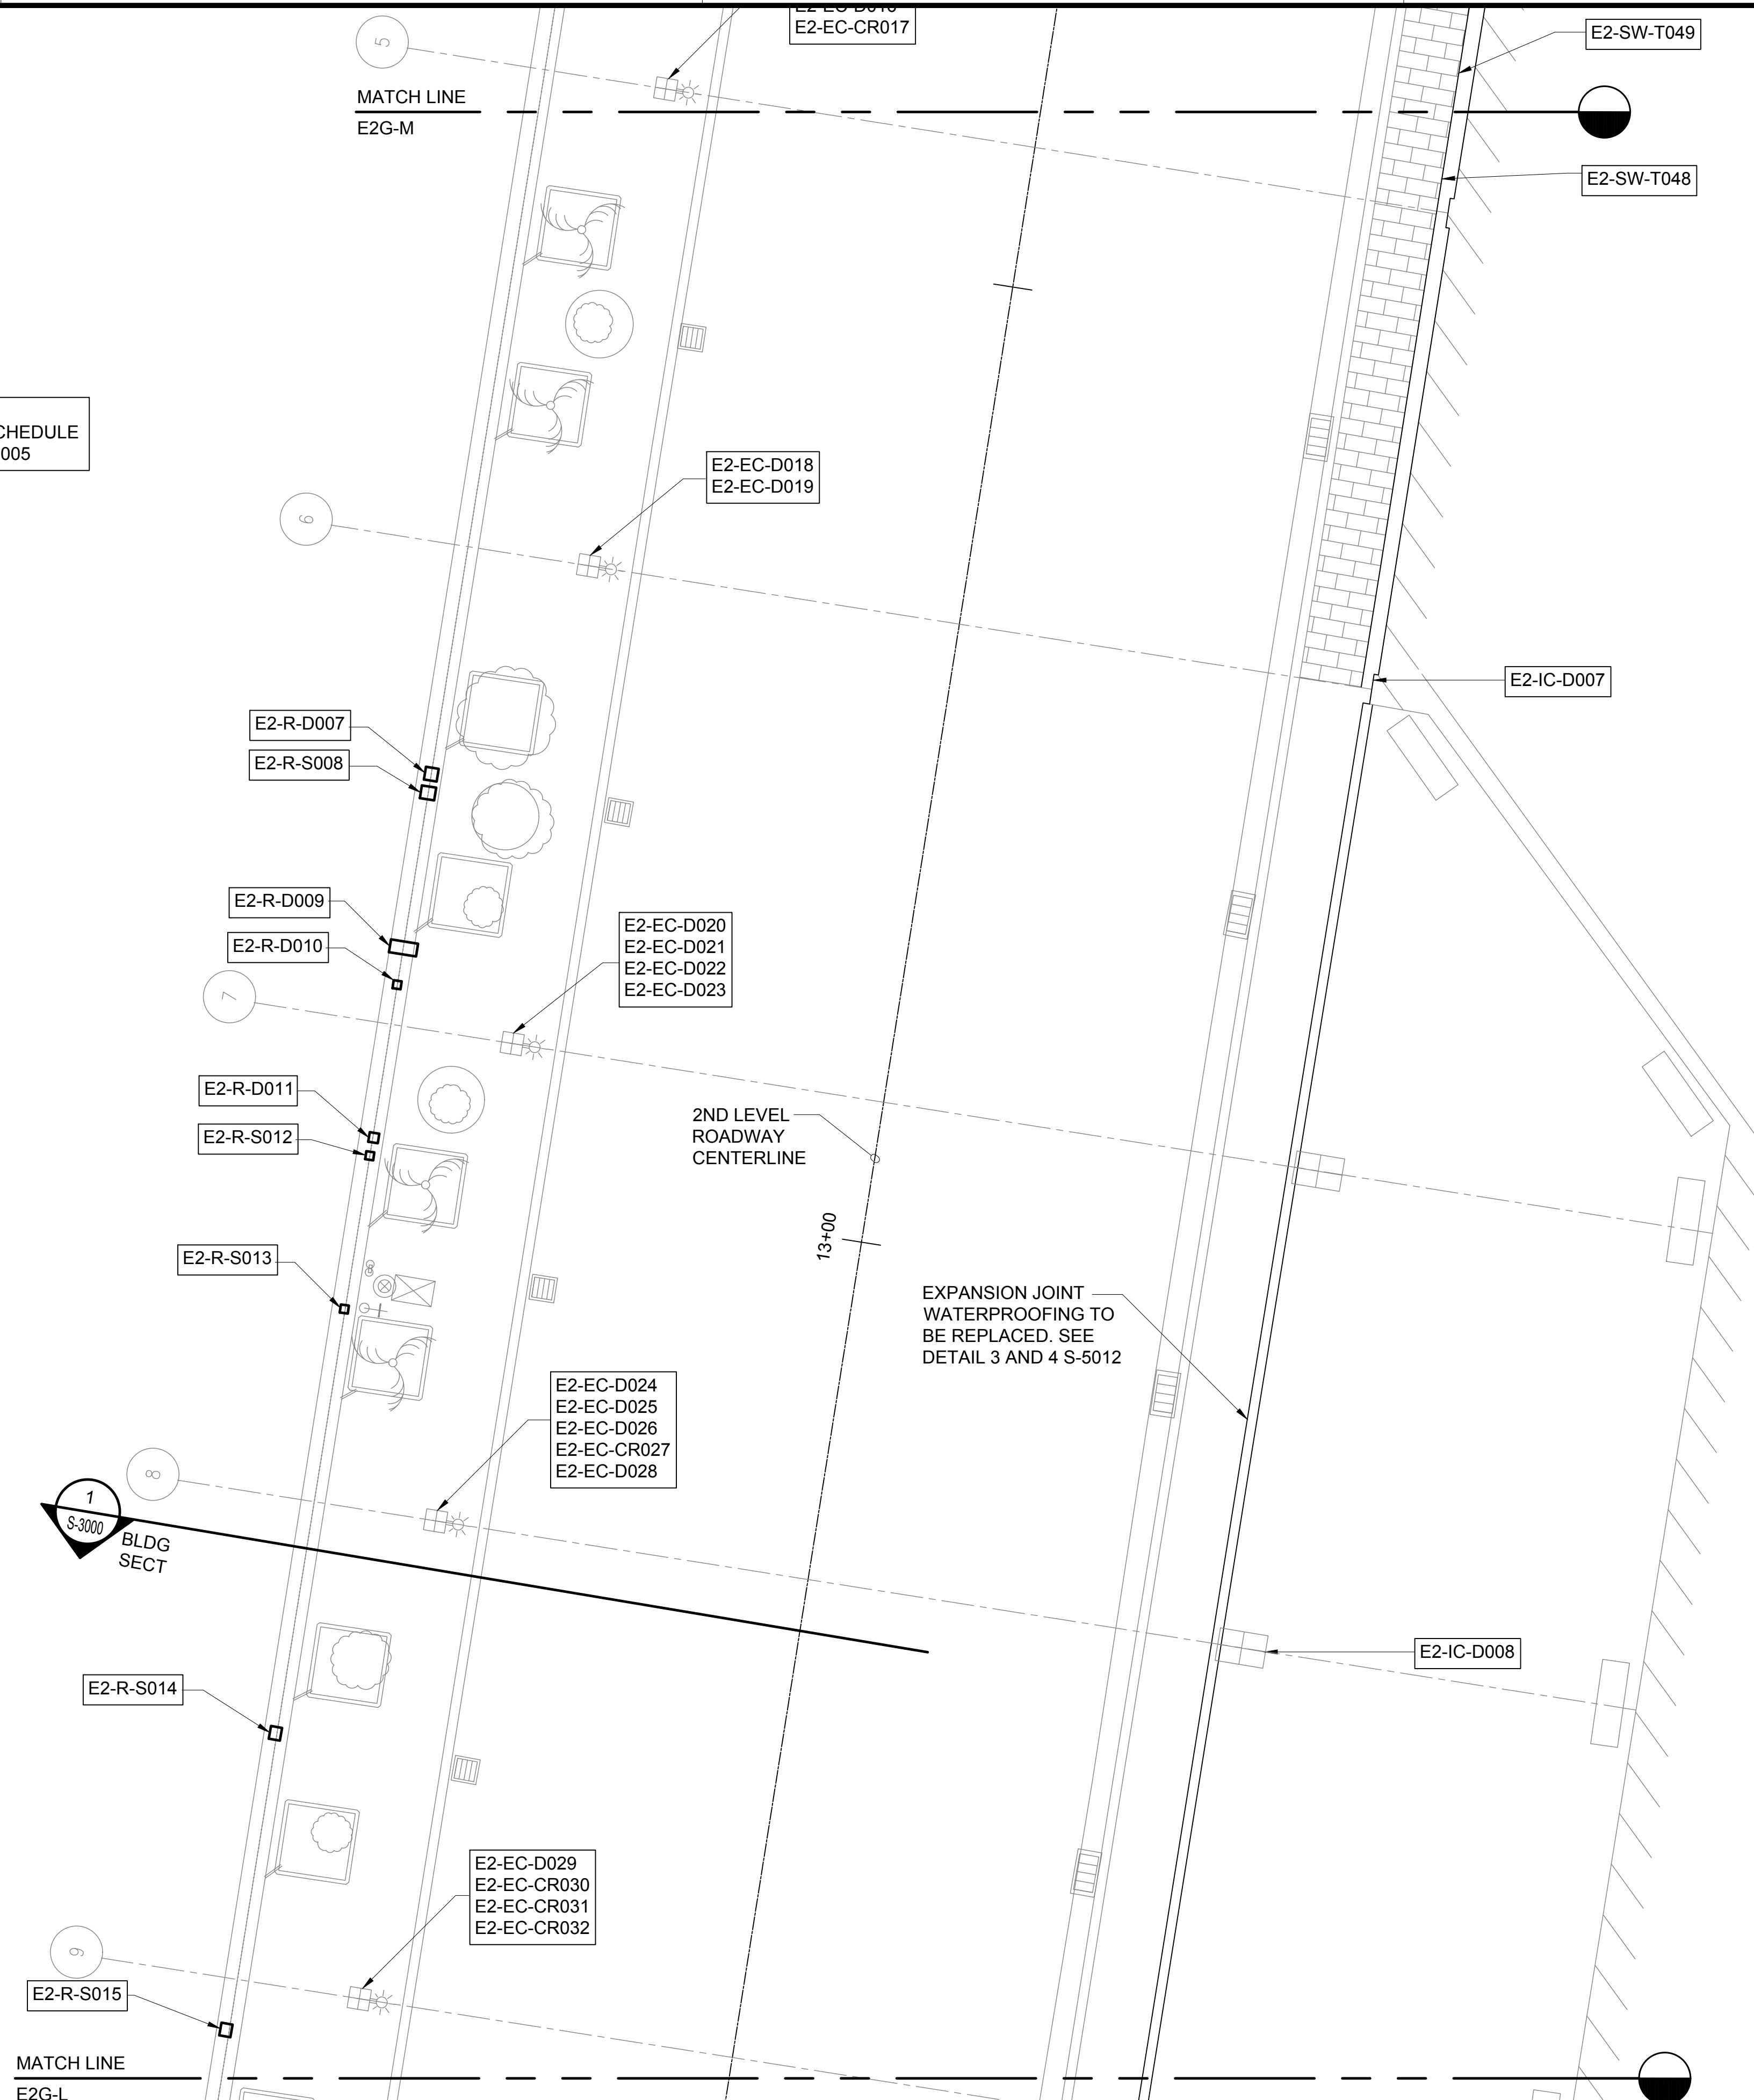 E2-EC-CR017
E2-SW-T049
5
MATCH LINE
E2G-M
E2-SW-T048
CHEDULE
005
E2-EC-D018
E2-EC-D019
6
E2-IC-D007
E2-R-D007
E2-R-S008
E2-R-D009
E2-R-D010
E2-EC-D020
E2-EC-D021
E2-EC-D022
E2-EC-D023
7
E2-R-D011
E2-R-S012
2ND LEVEL
ROADWAY
CENTERLINE
13+00
E2-R-S013
EXPANSION JOINT
WATERPROOFING TO
BE REPLACED. SEE
DETAIL 3 AND 4 S-5012
E2-EC-D024
E2-EC-D025
E2-EC-D026
E2-EC-CR027
E2-EC-D028
8
1
S-3000
BLDG
SECT
E2-IC-D008
E2-R-S014
E2-EC-D029
E2-EC-CR030
E2-EC-CR031
E2-EC-CR032
9
E2-R-S015
MATCH LINE
E2G-L